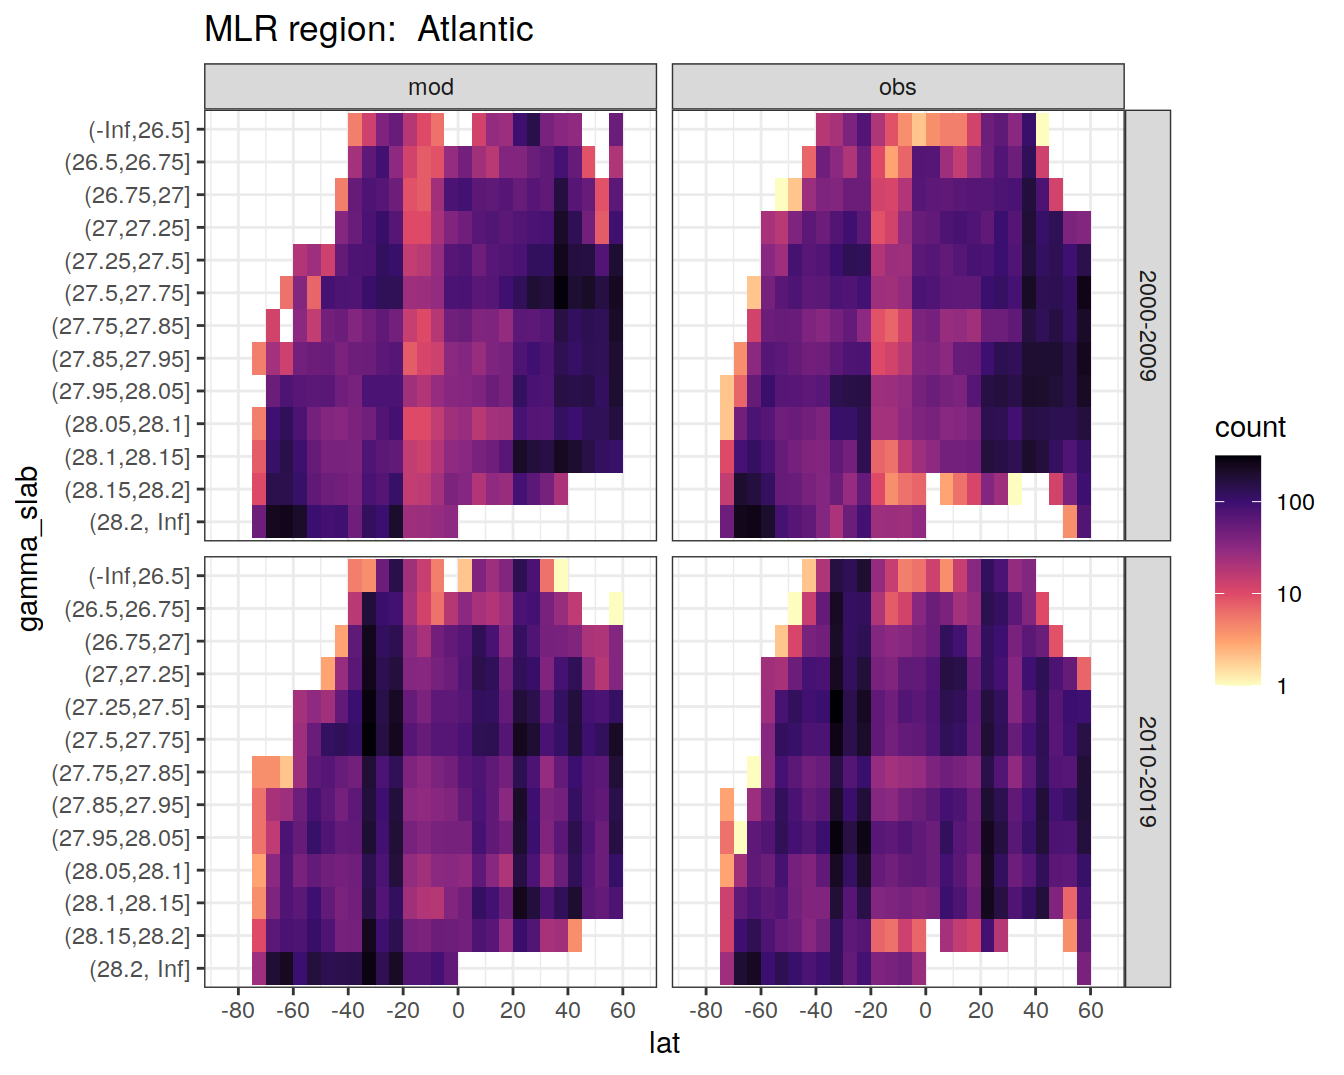 MLR region:  Atlantic
mod
obs
(-Inf,26.5]
(26.5,26.75]
(26.75,27]
(27,27.25]
(27.25,27.5]
(27.5,27.75]
(27.75,27.85]
(27.85,27.95]
(27.95,28.05]
(28.05,28.1]
(28.1,28.15]
(28.15,28.2]
(28.2, Inf]
2000-2009
(-Inf,26.5]
(26.5,26.75]
(26.75,27]
(27,27.25]
(27.25,27.5]
(27.5,27.75]
(27.75,27.85]
(27.85,27.95]
(27.95,28.05]
(28.05,28.1]
(28.1,28.15]
(28.15,28.2]
(28.2, Inf]
2010-2019
gamma_slab
-80 -60 -40 -20 0 20 40 60
-80 -60 -40 -20 0 20 40 60
lat
count
100
10
1